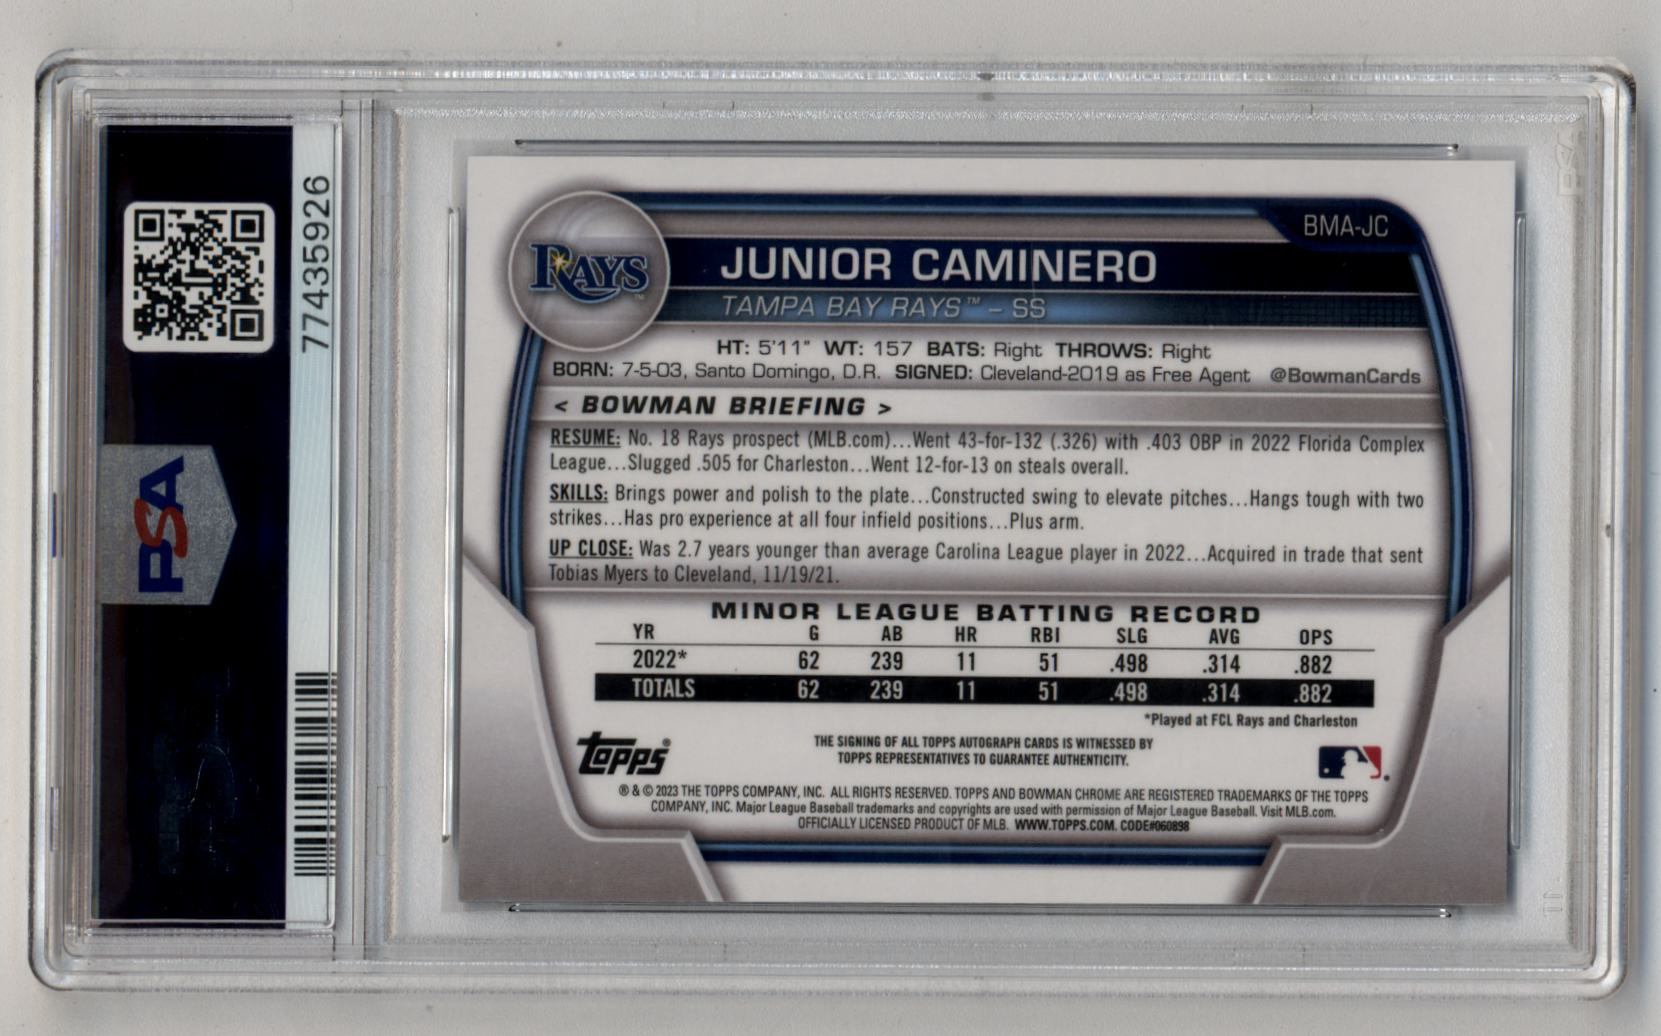 77435926
PSA
BMA-JC
RAYS™
JUNIOR CAMINERO
TAMPA BAY RAYS™ – SS
HT: 5'11" WT: 157 BATS: Right THROWS: Right
BORN: 7-5-03, Santo Domingo, D.R. SIGNED: Cleveland-2019 as Free Agent @BowmanCards
< BOWMAN BRIEFING >
RESUME: No. 18 Rays prospect (MLB.com)...Went 43-for-132 (.326) with .403 OBP in 2022 Florida Complex
League...Slugged .505 for Charleston...Went 12-for-13 on steals overall.
SKILLS: Brings power and polish to the plate...Constructed swing to elevate pitches...Hangs tough with two
strikes...Has pro experience at all four infield positions...Plus arm.
UP CLOSE: Was 2.7 years younger than average Carolina League player in 2022...Acquired in trade that sent
Tobias Myers to Cleveland, 11/19/21.
MINOR LEAGUE BATTING RECORD
YR G AB HR RBI SLG AVG OPS
2022* 62 239 11 51 .498 .314 .882
TOTALS 62 239 11 51 .498 .314 .882
*Played at FCL Rays and Charleston
topps®
THE SIGNING OF ALL TOPPS AUTOGRAPH CARDS IS WITNESSED BY
TOPPS REPRESENTATIVES TO GUARANTEE AUTHENTICITY.
® & © 2023 THE TOPPS COMPANY, INC. ALL RIGHTS RESERVED. TOPPS AND BOWMAN CHROME ARE REGISTERED TRADEMARKS OF THE TOPPS
COMPANY, INC. Major League Baseball trademarks and copyrights are used with permission of Major League Baseball. Visit MLB.com.
OFFICIALLY LICENSED PRODUCT OF MLB. WWW.TOPPS.COM. CODE#060898
PSA